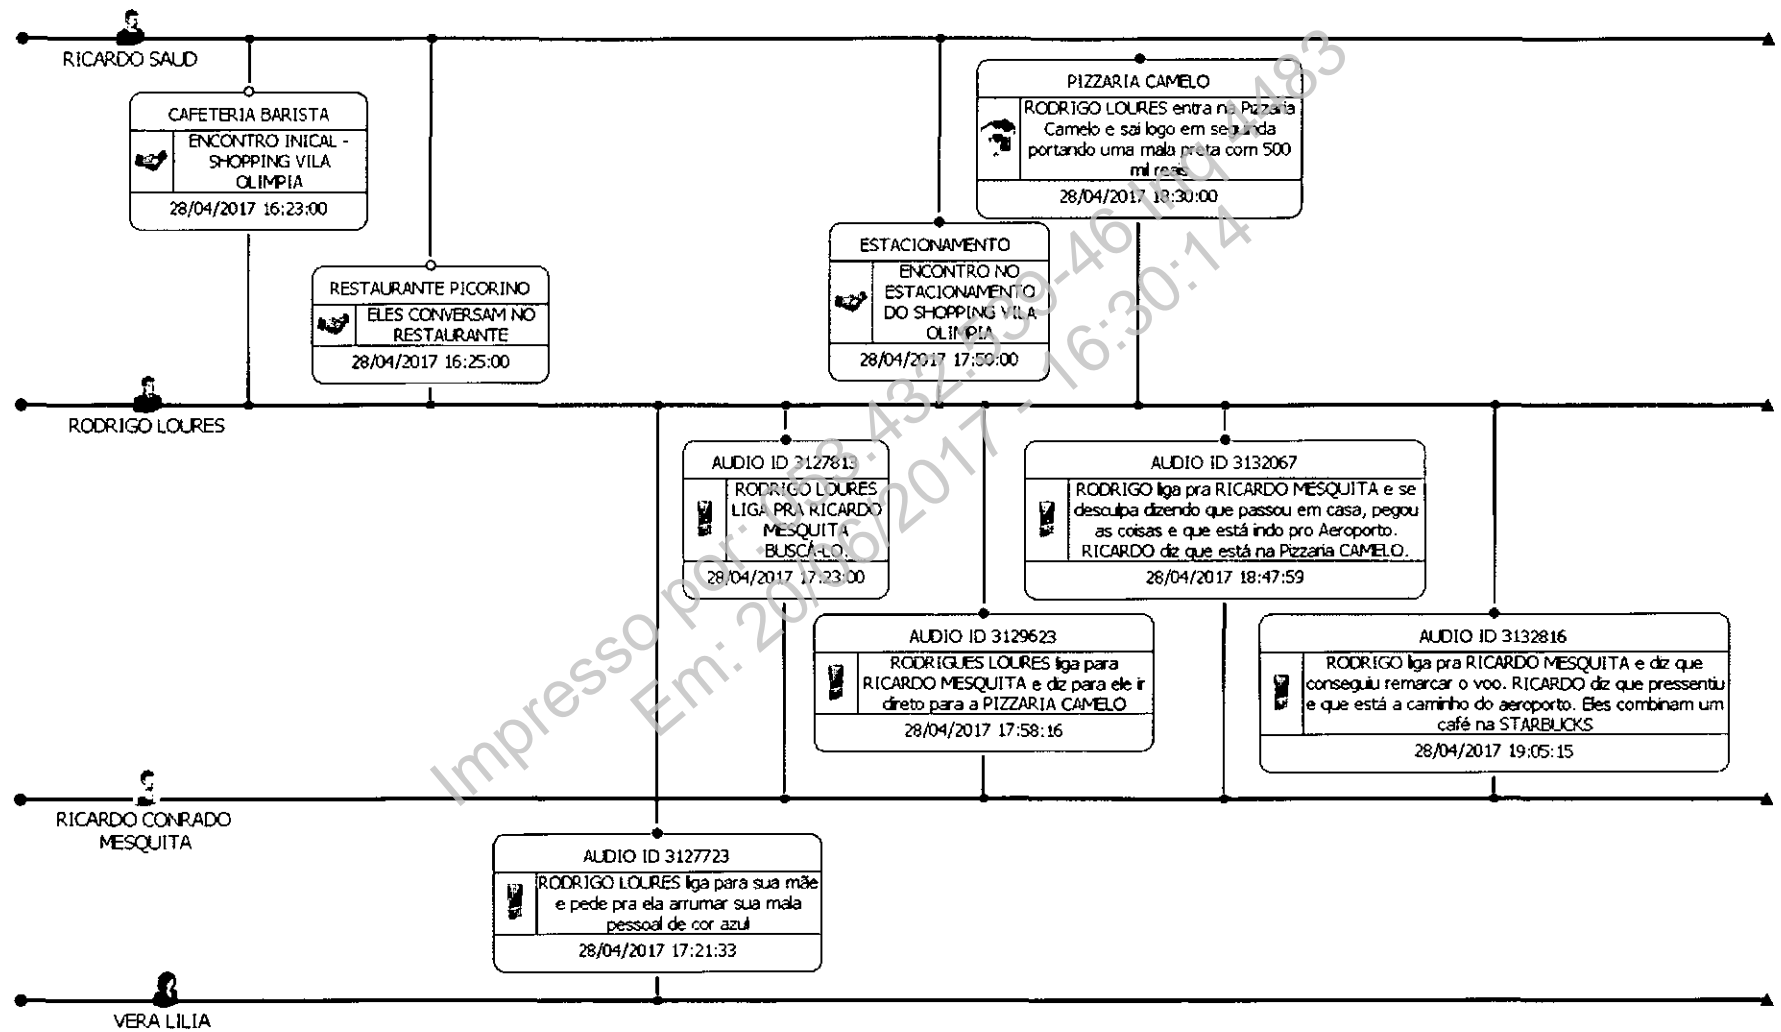 RICARDO SAUD
CAFETERIA BARISTA
ENCONTRO INICAL -
SHOPPING VILA
OLIMPIA
28/04/2017 16:23:00
RESTAURANTE PICORINO
ELES CONVERSAM NO
RESTAURANTE
28/04/2017 16:25:00
ESTACIONAMENTO
ENCONTRO NO
ESTACIONAMENTO
DO SHOPPING VILA
OLIMPIA
28/04/2017 17:50:00
PIZZARIA CAMELO
RODRIGO LOURES entra na Pizzaria
Camelo e sai logo em segunda
portando uma mala preta com 500
mil reais
28/04/2017 18:30:00
RODRIGO LOURES
AUDIO ID 3127813
RODRIGO LOURES
LIGA PRA RICARDO
MESQUITA
BUSCÁ-LO.
28/04/2017 17:23:00
AUDIO ID 3132067
RODRIGO liga pra RICARDO MESQUITA e se
desculpa dizendo que passou em casa, pegou
as coisas e que está indo pro Aeroporto.
RICARDO diz que está na Pizzaria CAMELO.
28/04/2017 18:47:59
AUDIO ID 3129623
RODRIGUES LOURES liga para
RICARDO MESQUITA e diz para ele ir
direto para a PIZZARIA CAMELO
28/04/2017 17:58:16
AUDIO ID 3132816
RODRIGO liga pra RICARDO MESQUITA e diz que
conseguiu remarcar o voo. RICARDO diz que pressentiu
e que está a caminho do aeroporto. Eles combinam um
café na STARBUCKS
28/04/2017 19:05:15
RICARDO CONRADO
MESQUITA
AUDIO ID 3127723
RODRIGO LOURES liga para sua mãe
e pede pra ela arrumar sua mala
pessoal de cor azul
28/04/2017 17:21:33
VERA LILIA
Impresso por: 053.432.539-46 Inq 4483
Em: 20/06/2017 - 16:30:14